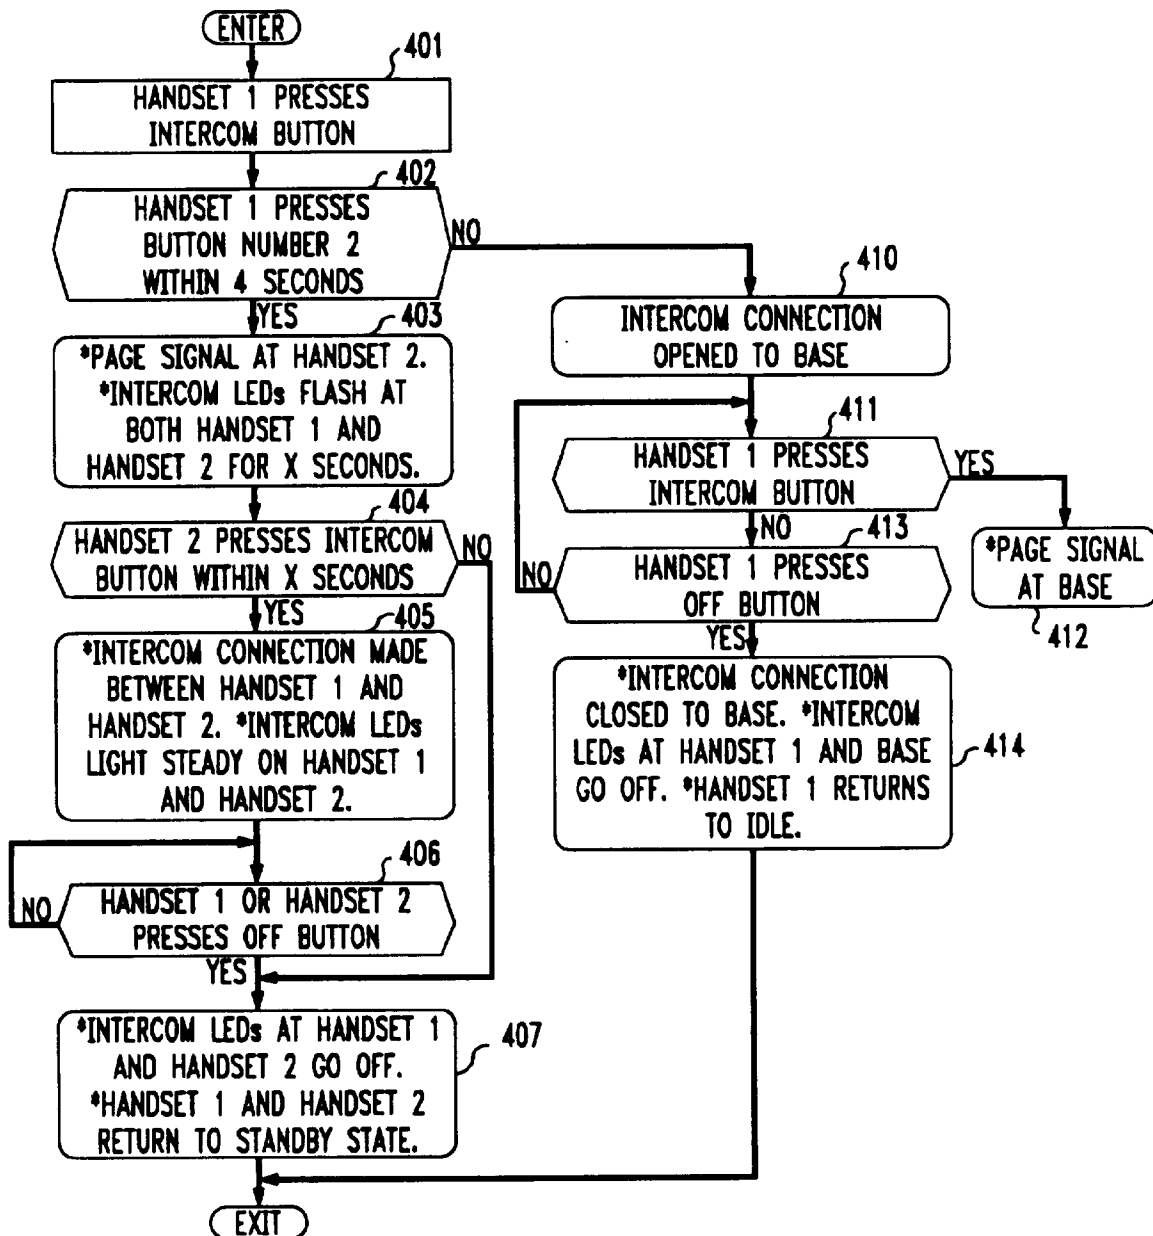 ENTER
401
HANDSET 1 PRESSES
INTERCOM BUTTON
402
HANDSET 1 PRESSES
BUTTON NUMBER 2
WITHIN 4 SECONDS
NO
YES
403
*PAGE SIGNAL AT HANDSET 2.
*INTERCOM LEDs FLASH AT
BOTH HANDSET 1 AND
HANDSET 2 FOR X SECONDS.
404
HANDSET 2 PRESSES INTERCOM
BUTTON WITHIN X SECONDS
NO
YES
405
*INTERCOM CONNECTION MADE
BETWEEN HANDSET 1 AND
HANDSET 2. *INTERCOM LEDs
LIGHT STEADY ON HANDSET 1
AND HANDSET 2.
406
HANDSET 1 OR HANDSET 2
PRESSES OFF BUTTON
NO
YES
407
*INTERCOM LEDs AT HANDSET 1
AND HANDSET 2 GO OFF.
*HANDSET 1 AND HANDSET 2
RETURN TO STANDBY STATE.
410
INTERCOM CONNECTION
OPENED TO BASE
411
HANDSET 1 PRESSES
INTERCOM BUTTON
YES
NO
*PAGE SIGNAL
AT BASE
412
413
HANDSET 1 PRESSES
OFF BUTTON
NO
YES
*INTERCOM CONNECTION
CLOSED TO BASE. *INTERCOM
LEDs AT HANDSET 1 AND BASE
GO OFF. *HANDSET 1 RETURNS
TO IDLE.
414
EXIT